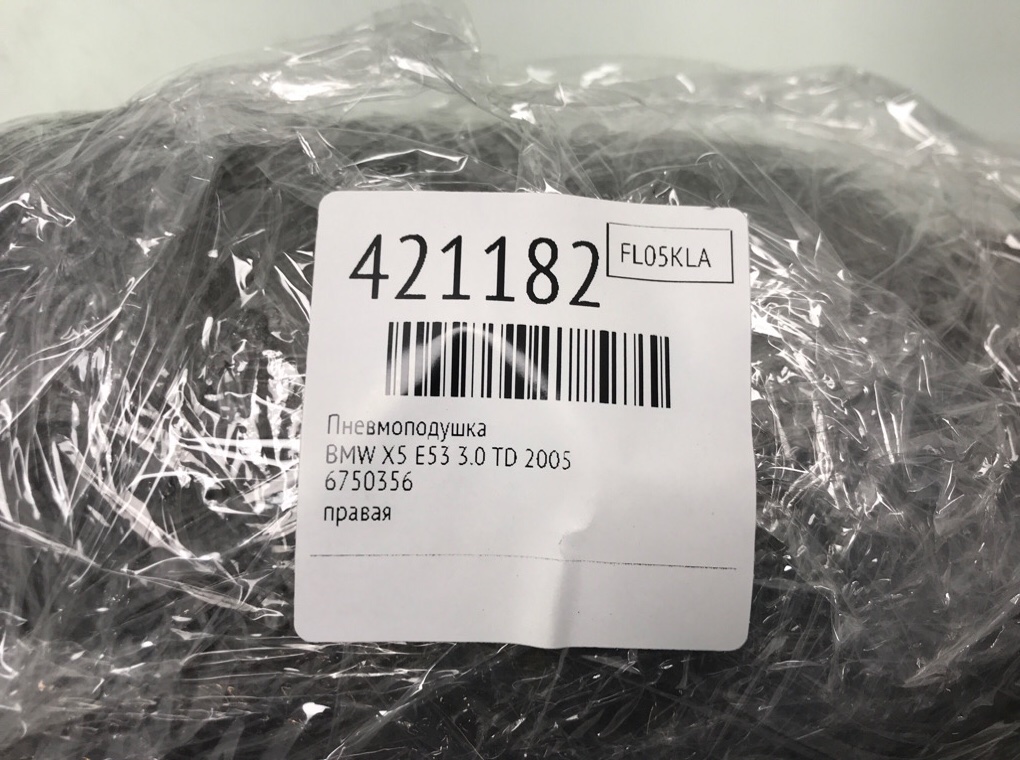 421182
FL05KLA
Пневмоподушка
BMW X5 E53 3.0 TD 2005
6750356
правая